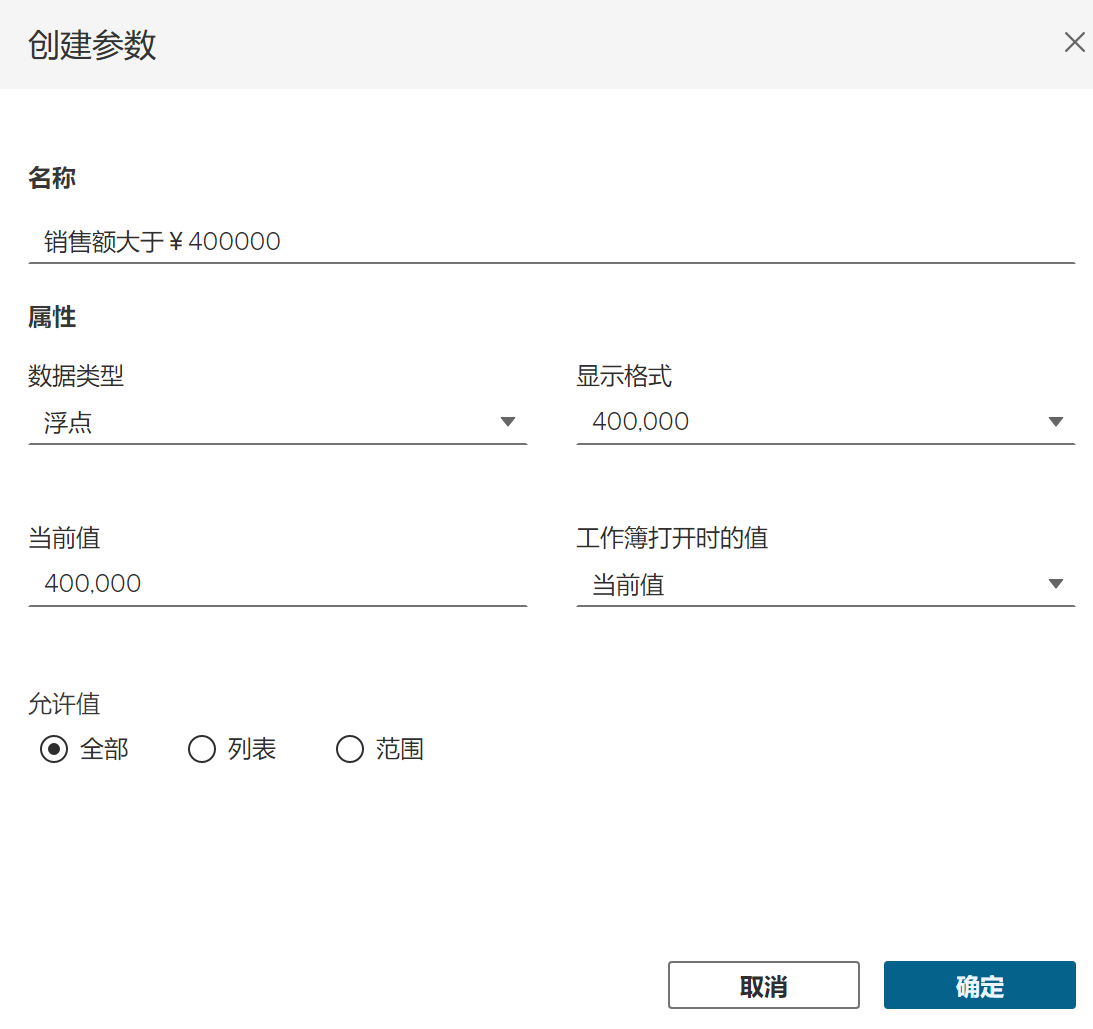 创建参数
名称
销售额大于¥400000
属性
数据类型 显示格式
浮点 400,000
当前值 工作簿打开时的值
400,000 当前值
允许值
全部 列表 范围
取消 确定